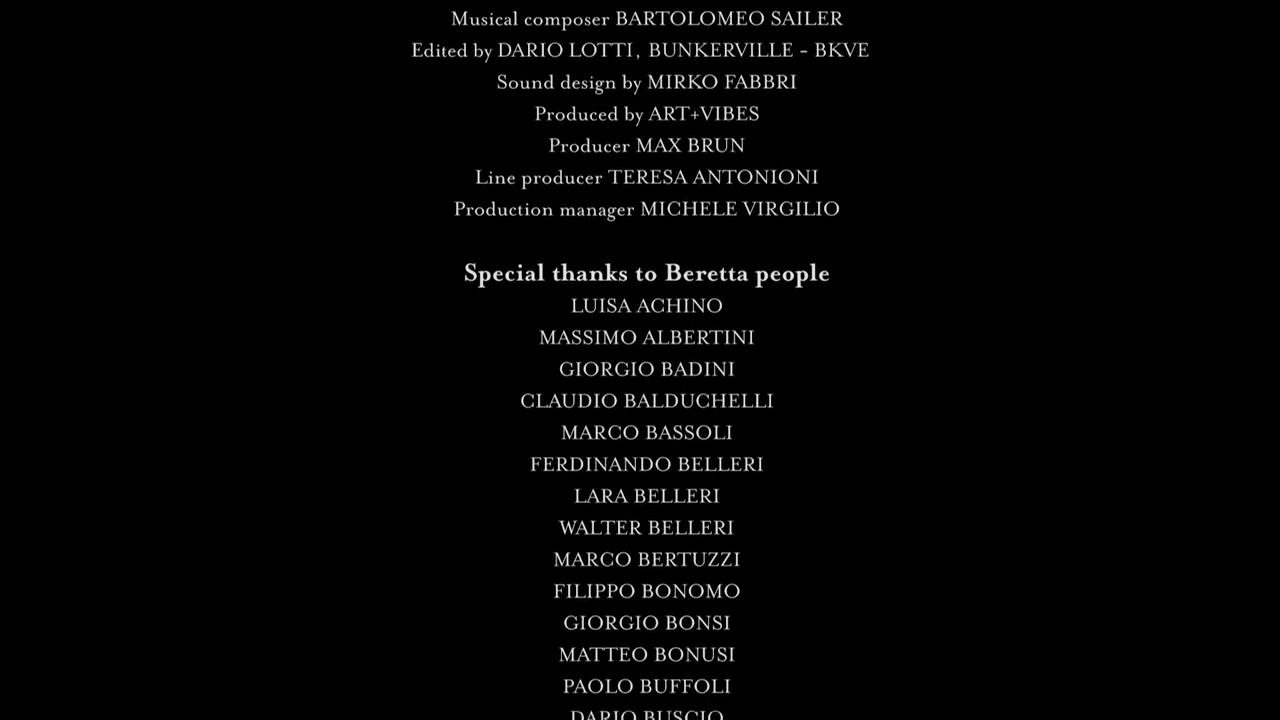 Musical composer BARTOLOMEO SAILER
Edited by DARIO LOTTI, BUNKERVILLE - BKVE
Sound design by MIRKO FABBRI
Produced by ART+VIBES
Producer MAX BRUN
Line producer TERESA ANTONIONI
Production manager MICHELE VIRGILIO
Special thanks to Beretta people
LUISA ACHINO
MASSIMO ALBERTINI
GIORGIO BADINI
CLAUDIO BALDUCHELLI
MARCO BASSOLI
FERDINANDO BELLERI
LARA BELLERI
WALTER BELLERI
MARCO BERTUZZI
FILIPPO BONOMO
GIORGIO BONSI
MATTEO BONUSI
PAOLO BUFFOLI
DARIO BUSCIO